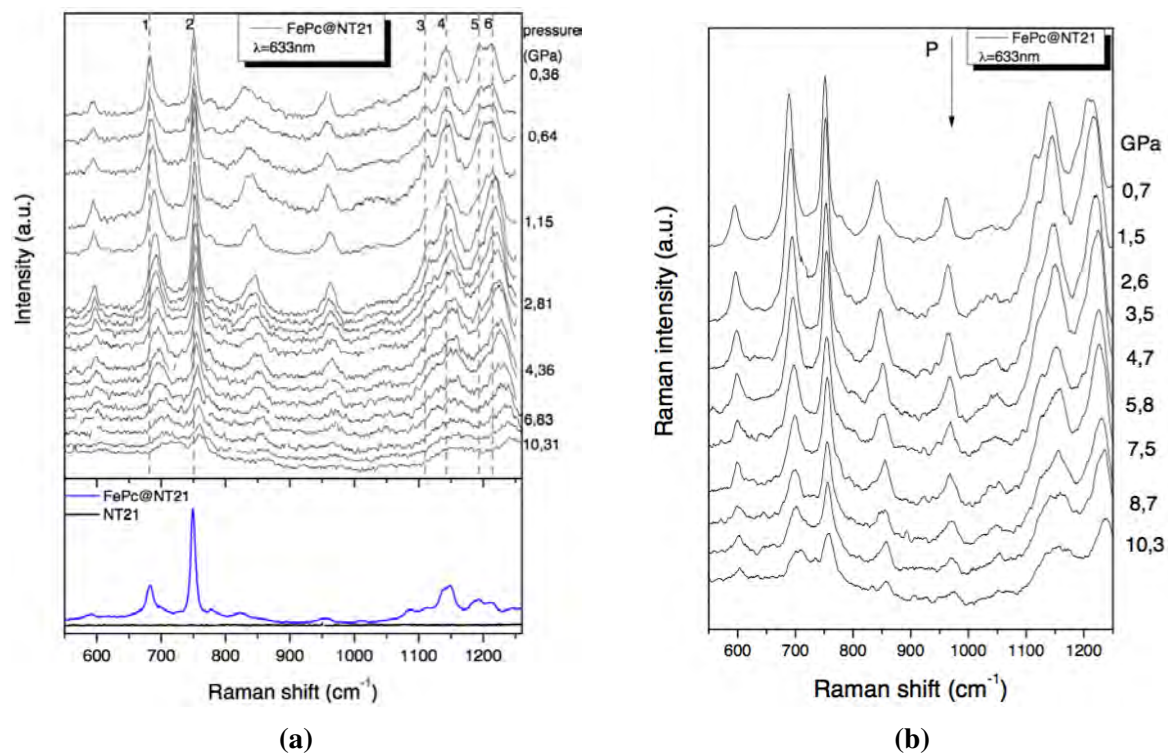 1 2 3 4 5 6
FePc@NT21
λ=633nm
pressure
(GPa)
0,36
0,64
1,15
2,81
4,36
6,83
10,31
Intensity (a.u.)
FePc@NT21
NT21
600 700 800 900 1000 1100 1200
Raman shift (cm⁻¹)
(a)
FePc@NT21
λ=633nm
P
GPa
0,7
1,5
2,6
3,5
4,7
5,8
7,5
8,7
10,3
Raman intensity (a.u.)
600 700 800 900 1000 1100 1200
Raman shift (cm⁻¹)
(b)